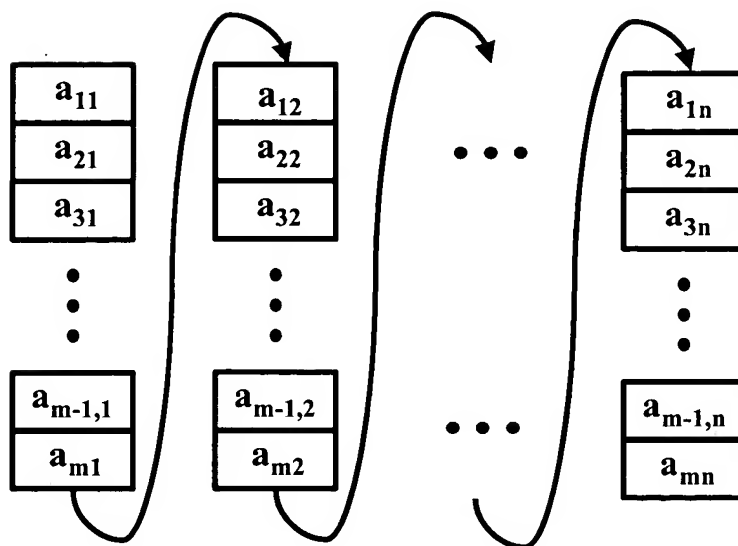 a11 a12 a1n
a21 a22 • • • a2n
a31 a32 a3n
am-1,1 am-1,2 • • • am-1,n
am1 am2 amn